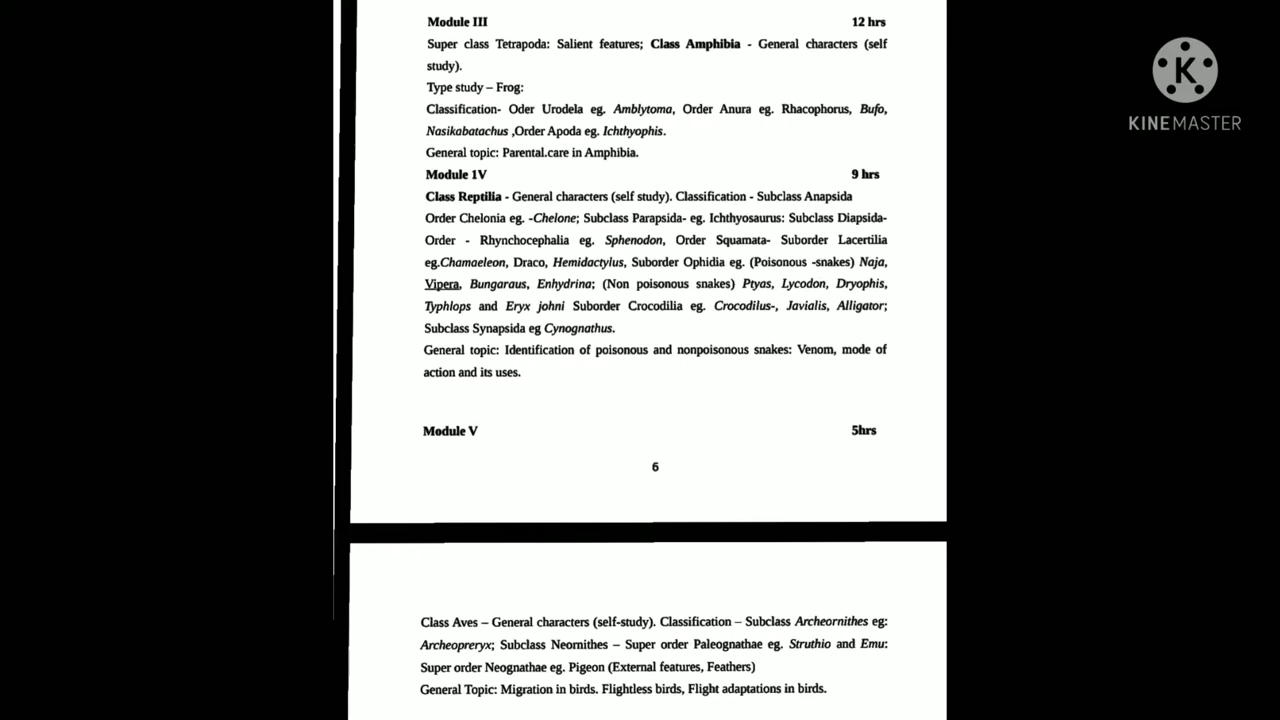 Module III 12 hrs
Super class Tetrapoda: Salient features; Class Amphibia - General characters (self
study).
Type study – Frog:
Classification- Oder Urodela eg. Amblytoma, Order Anura eg. Rhacophorus, Bufo,
Nasikabatachus ,Order Apoda eg. Ichthyophis.
General topic: Parental.care in Amphibia.
Module 1V 9 hrs
Class Reptilia - General characters (self study). Classification - Subclass Anapsida
Order Chelonia eg. -Chelone; Subclass Parapsida- eg. Ichthyosaurus: Subclass Diapsida-
Order - Rhynchocephalia eg. Sphenodon, Order Squamata- Suborder Lacertilia
eg.Chamaeleon, Draco, Hemidactylus, Suborder Ophidia eg. (Poisonous -snakes) Naja,
Vipera, Bungaraus, Enhydrina; (Non poisonous snakes) Ptyas, Lycodon, Dryophis,
Typhlops and Eryx johni Suborder Crocodilia eg. Crocodilus-, Javialis, Alligator;
Subclass Synapsida eg Cynognathus.
General topic: Identification of poisonous and nonpoisonous snakes: Venom, mode of
action and its uses.
Module V 5hrs
6
Class Aves – General characters (self-study). Classification – Subclass Archeornithes eg:
Archeopreryx; Subclass Neornithes – Super order Paleognathae eg. Struthio and Emu:
Super order Neognathae eg. Pigeon (External features, Feathers)
General Topic: Migration in birds. Flightless birds, Flight adaptations in birds.
K
KINEMASTER